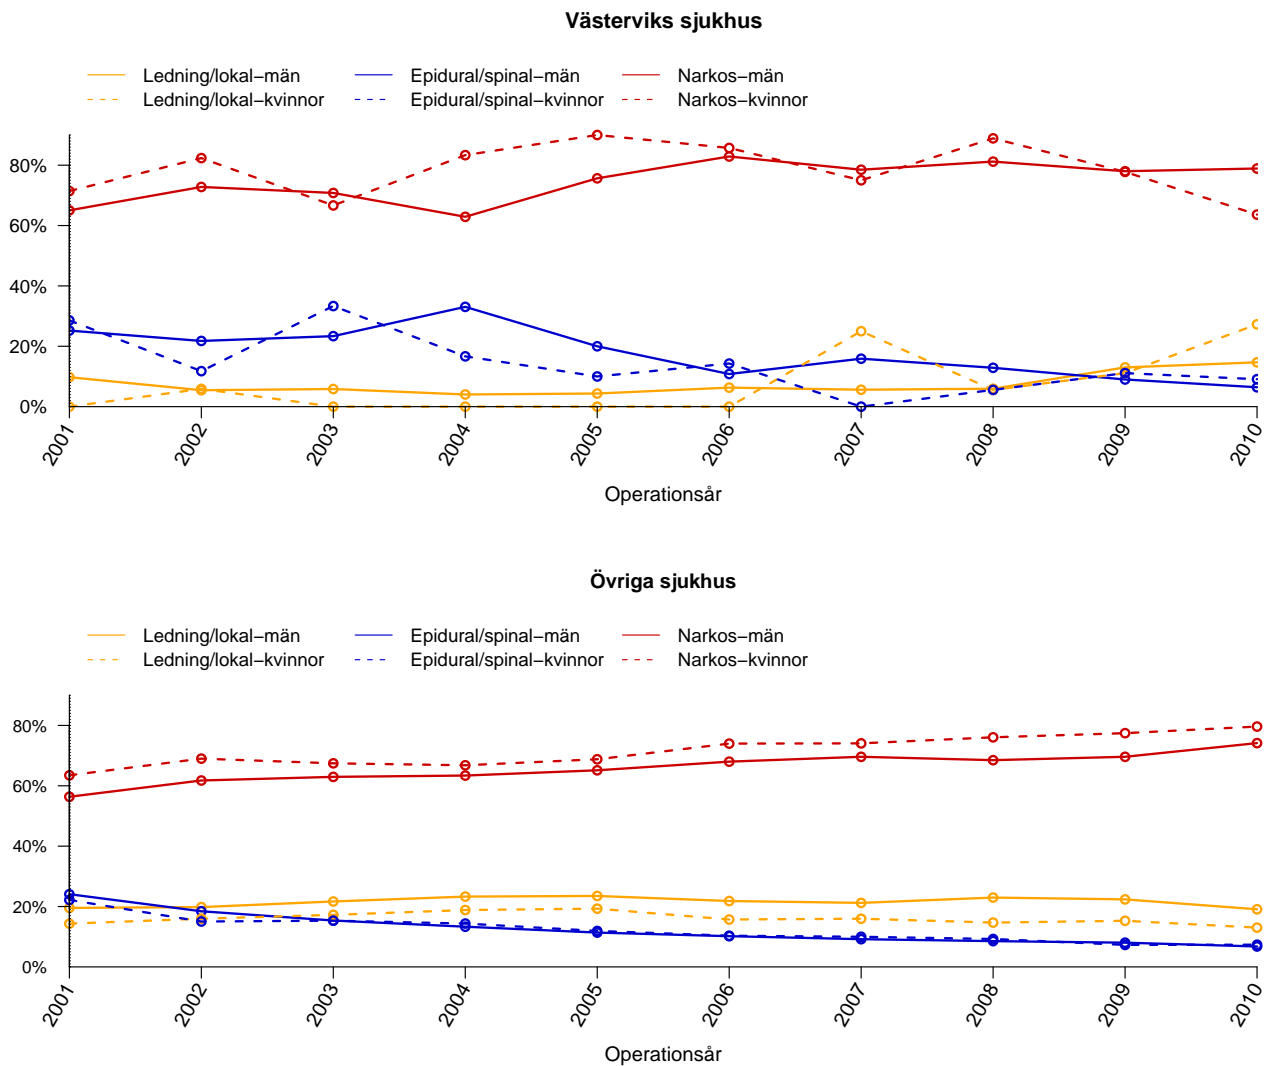 Västerviks sjukhus
Ledning/lokal−män Epidural/spinal−män Narkos−män
Ledning/lokal−kvinnor Epidural/spinal−kvinnor Narkos−kvinnor
80%
60%
40%
20%
0%
2001 2002 2003 2004 2005 2006 2007 2008 2009 2010
Operationsår
Övriga sjukhus
Ledning/lokal−män Epidural/spinal−män Narkos−män
Ledning/lokal−kvinnor Epidural/spinal−kvinnor Narkos−kvinnor
80%
60%
40%
20%
0%
2001 2002 2003 2004 2005 2006 2007 2008 2009 2010
Operationsår